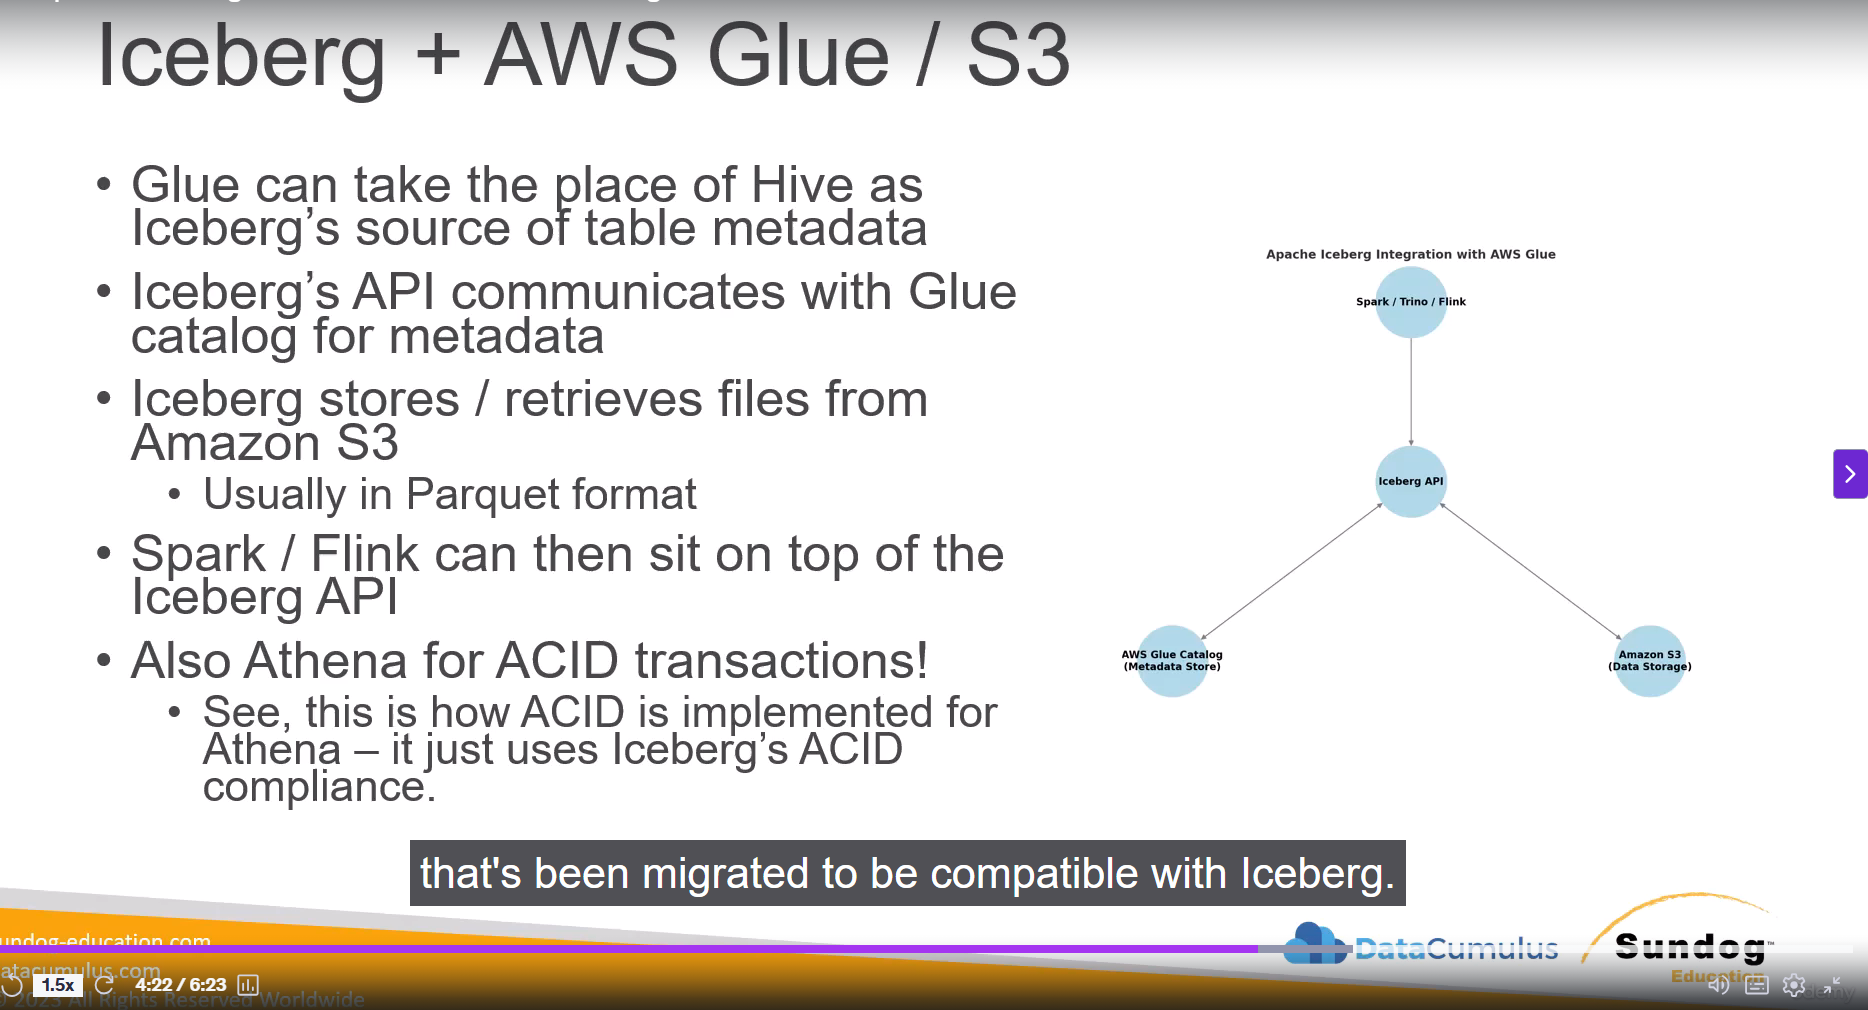 Iceberg + AWS Glue / S3
• Glue can take the place of Hive as
Iceberg’s source of table metadata
• Iceberg’s API communicates with Glue
catalog for metadata
• Iceberg stores / retrieves files from
Amazon S3
• Usually in Parquet format
• Spark / Flink can then sit on top of the
Iceberg API
• Also Athena for ACID transactions!
• See, this is how ACID is implemented for
Athena – it just uses Iceberg’s ACID
compliance.
Apache Iceberg Integration with AWS Glue
Spark / Trino / Flink
Iceberg API
AWS Glue Catalog
(Metadata Store)
Amazon S3
(Data Storage)
that's been migrated to be compatible with Iceberg.
undog-education.com
atacumulus.com
© 2023 All Rights Reserved Worldwide
1.5x
4:22 / 6:23
DataCumulus
Sundog™
Education